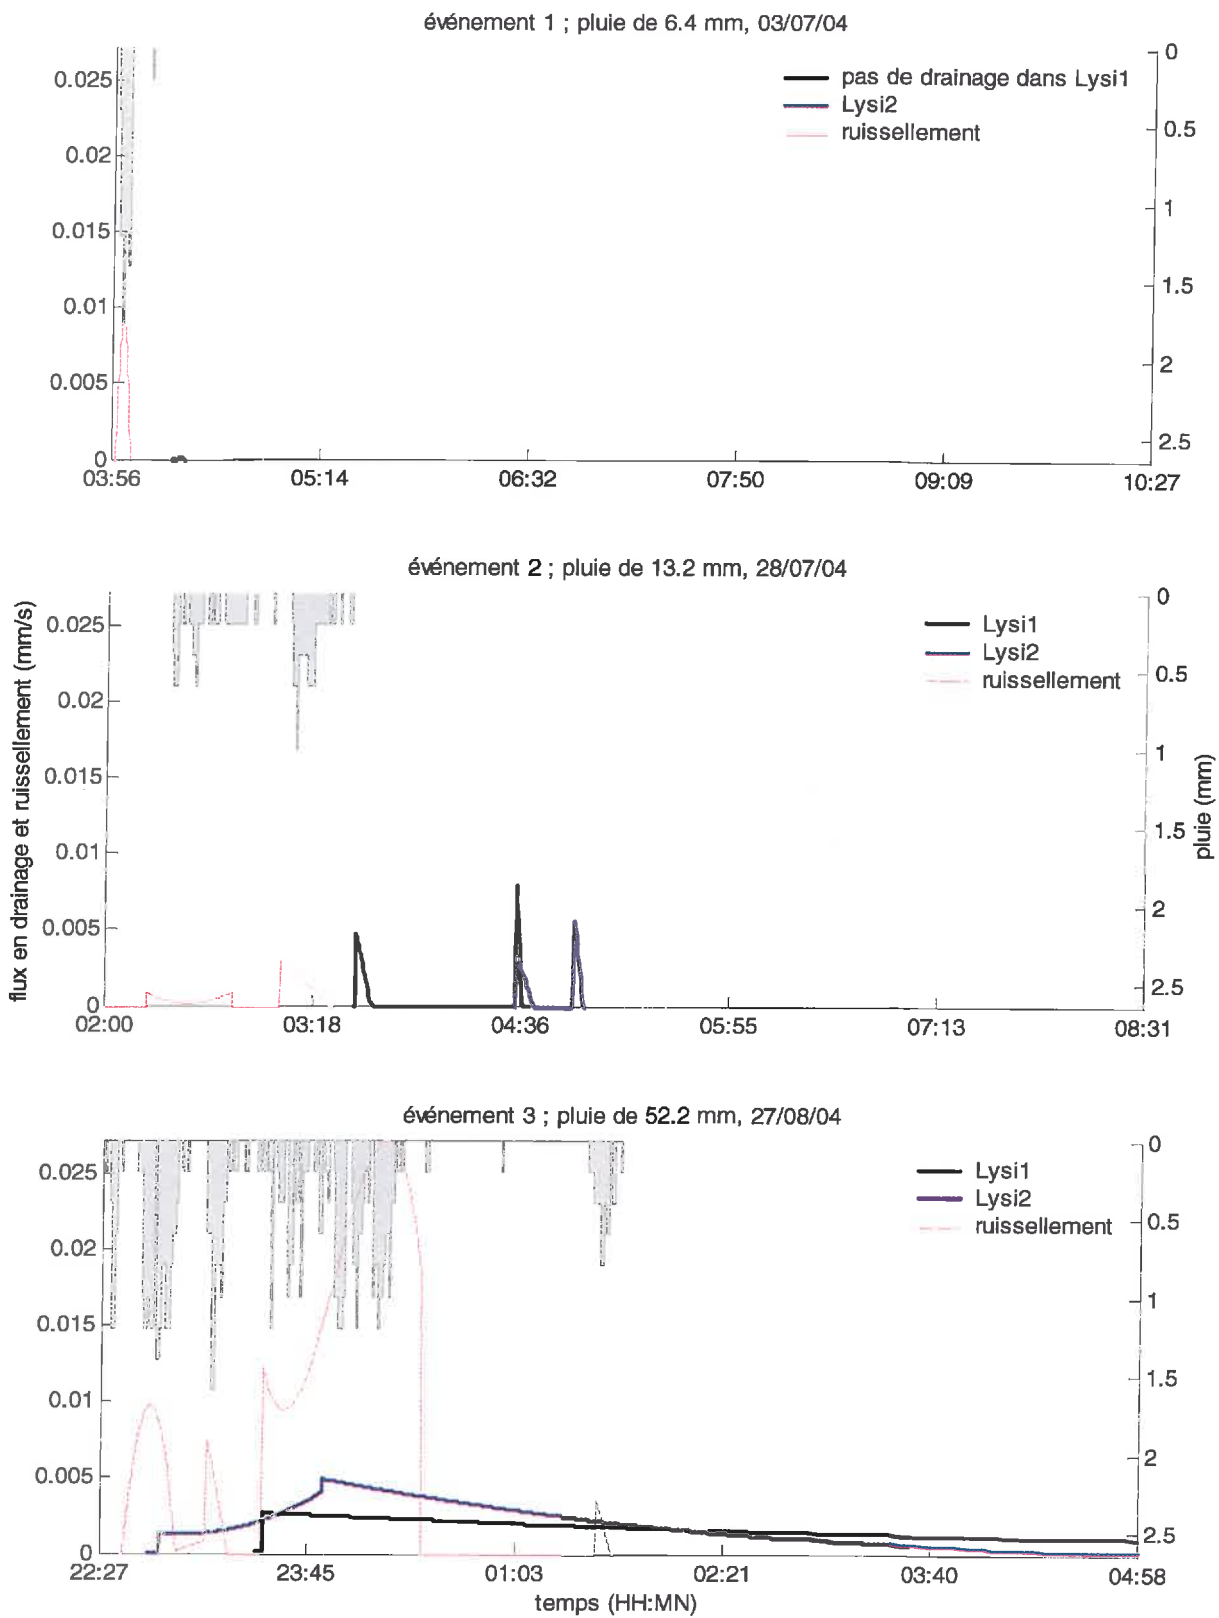 événement 1 ; pluie de 6.4 mm, 03/07/04
0.025
0.02
0.015
0.01
0.005
0
0
0.5
1
1.5
2
2.5
pas de drainage dans Lysi1
Lysi2
ruissellement
03:56 05:14 06:32 07:50 09:09 10:27
événement 2 ; pluie de 13.2 mm, 28/07/04
flux en drainage et ruissellement (mm/s)
0.025
0.02
0.015
0.01
0.005
0
0
0.5
1
1.5
2
2.5
pluie (mm)
Lysi1
Lysi2
ruissellement
02:00 03:18 04:36 05:55 07:13 08:31
événement 3 ; pluie de 52.2 mm, 27/08/04
0.025
0.02
0.015
0.01
0.005
0
0
0.5
1
1.5
2
2.5
Lysi1
Lysi2
ruissellement
22:27 23:45 01:03 02:21 03:40 04:58
temps (HH:MN)